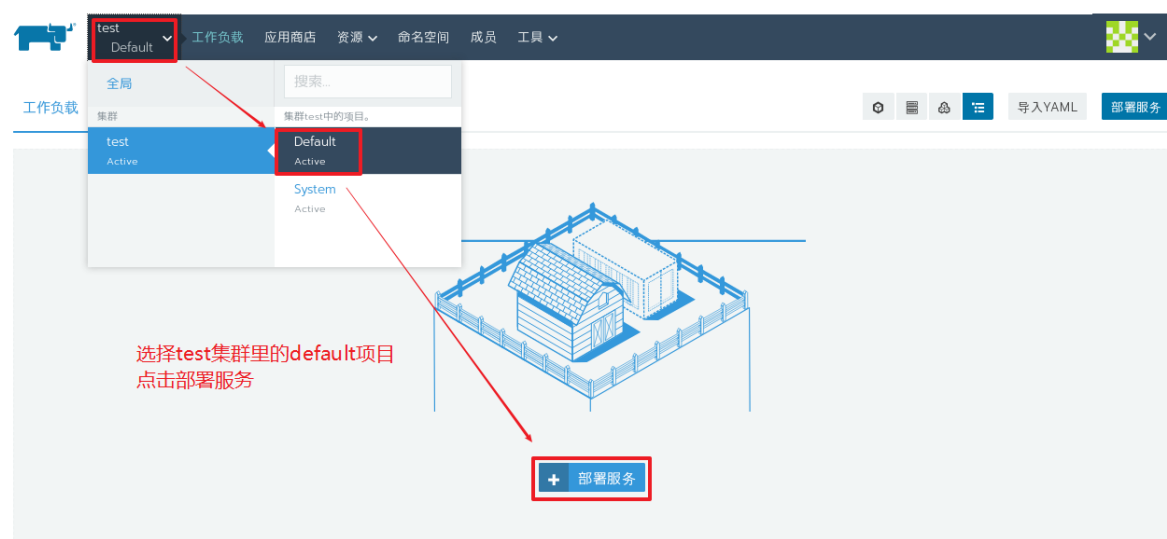 test
Default
工作负载
应用商店
资源
命名空间
成员
工具
全局
搜索...
工作负载
导入YAML
部署服务
集群
集群test中的项目。
test
Active
Default
Active
System
Active
选择test集群里的default项目
点击部署服务
+ 部署服务